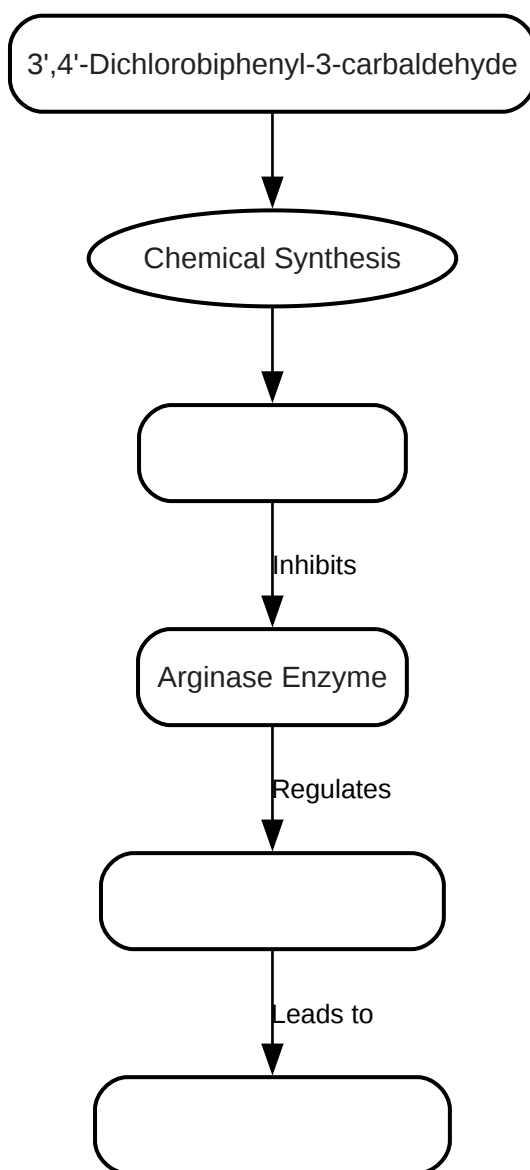 3',4'-Dichlorobiphenyl-3-carbaldehyde
Chemical Synthesis
Inhibits
Arginase Enzyme
Regulates
Leads to